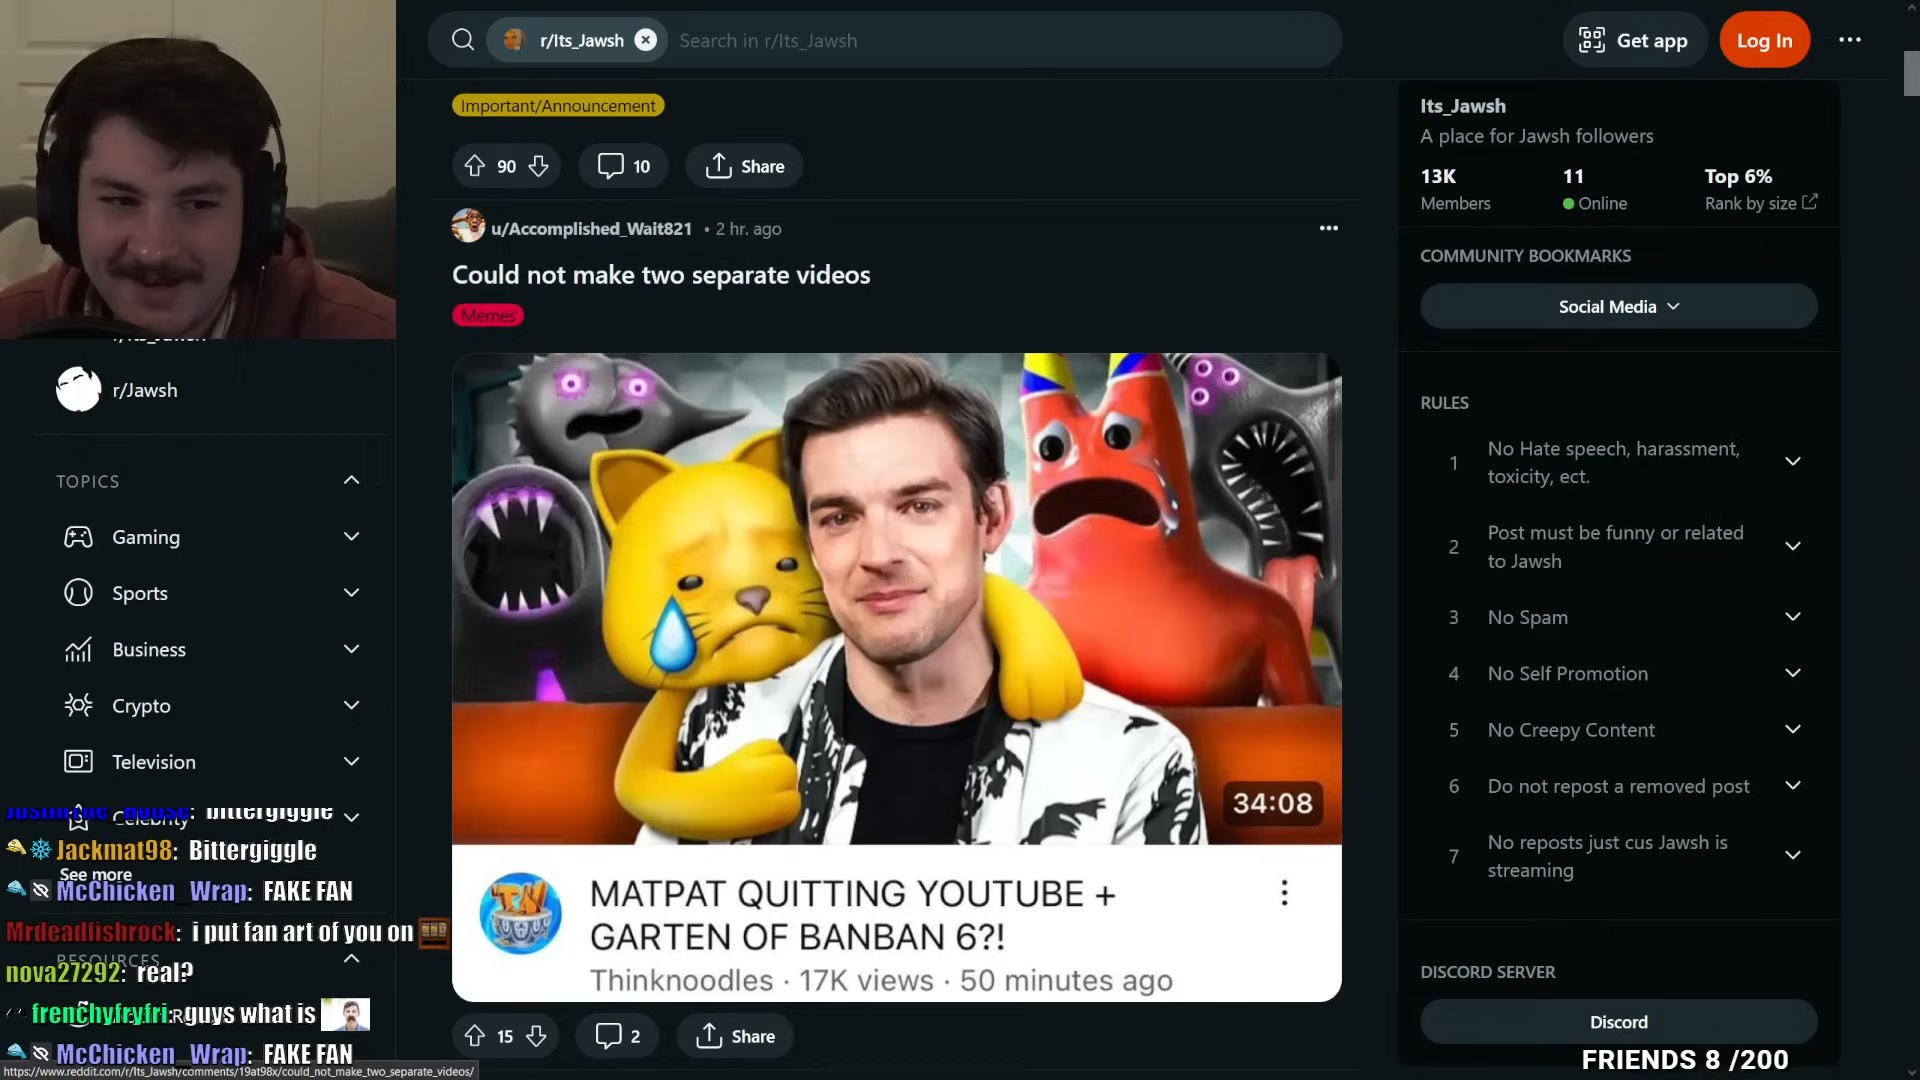 r/Its_Jawsh
Search in r/Its_Jawsh
Get app
Log In
Important/Announcement
90
10
Share
u/Accomplished_Wait821 • 2 hr. ago
Could not make two separate videos
Memes
34:08
MATPAT QUITTING YOUTUBE +
GARTEN OF BANBAN 6?!
Thinknoodles · 17K views · 50 minutes ago
15
2
Share
r/Jawsh
TOPICS
Gaming
Sports
Business
Crypto
Television
Celebrity
See more
RESOURCES
bittergiggle
Jackmat98: Bittergiggle
McChicken_Wrap: FAKE FAN
Mrdeadfishrock: i put fan art of you on
nova27292: real?
frenchyfryfri: guys what is
McChicken_Wrap: FAKE FAN
https://www.reddit.com/r/Its_Jawsh/comments/19at98x/could_not_make_two_separate_videos/
Its_Jawsh
A place for Jawsh followers
13K
Members
11
Online
Top 6%
Rank by size
COMMUNITY BOOKMARKS
Social Media
RULES
1
No Hate speech, harassment,
toxicity, ect.
2
Post must be funny or related
to Jawsh
3
No Spam
4
No Self Promotion
5
No Creepy Content
6
Do not repost a removed post
7
No reposts just cus Jawsh is
streaming
DISCORD SERVER
Discord
FRIENDS 8 /200